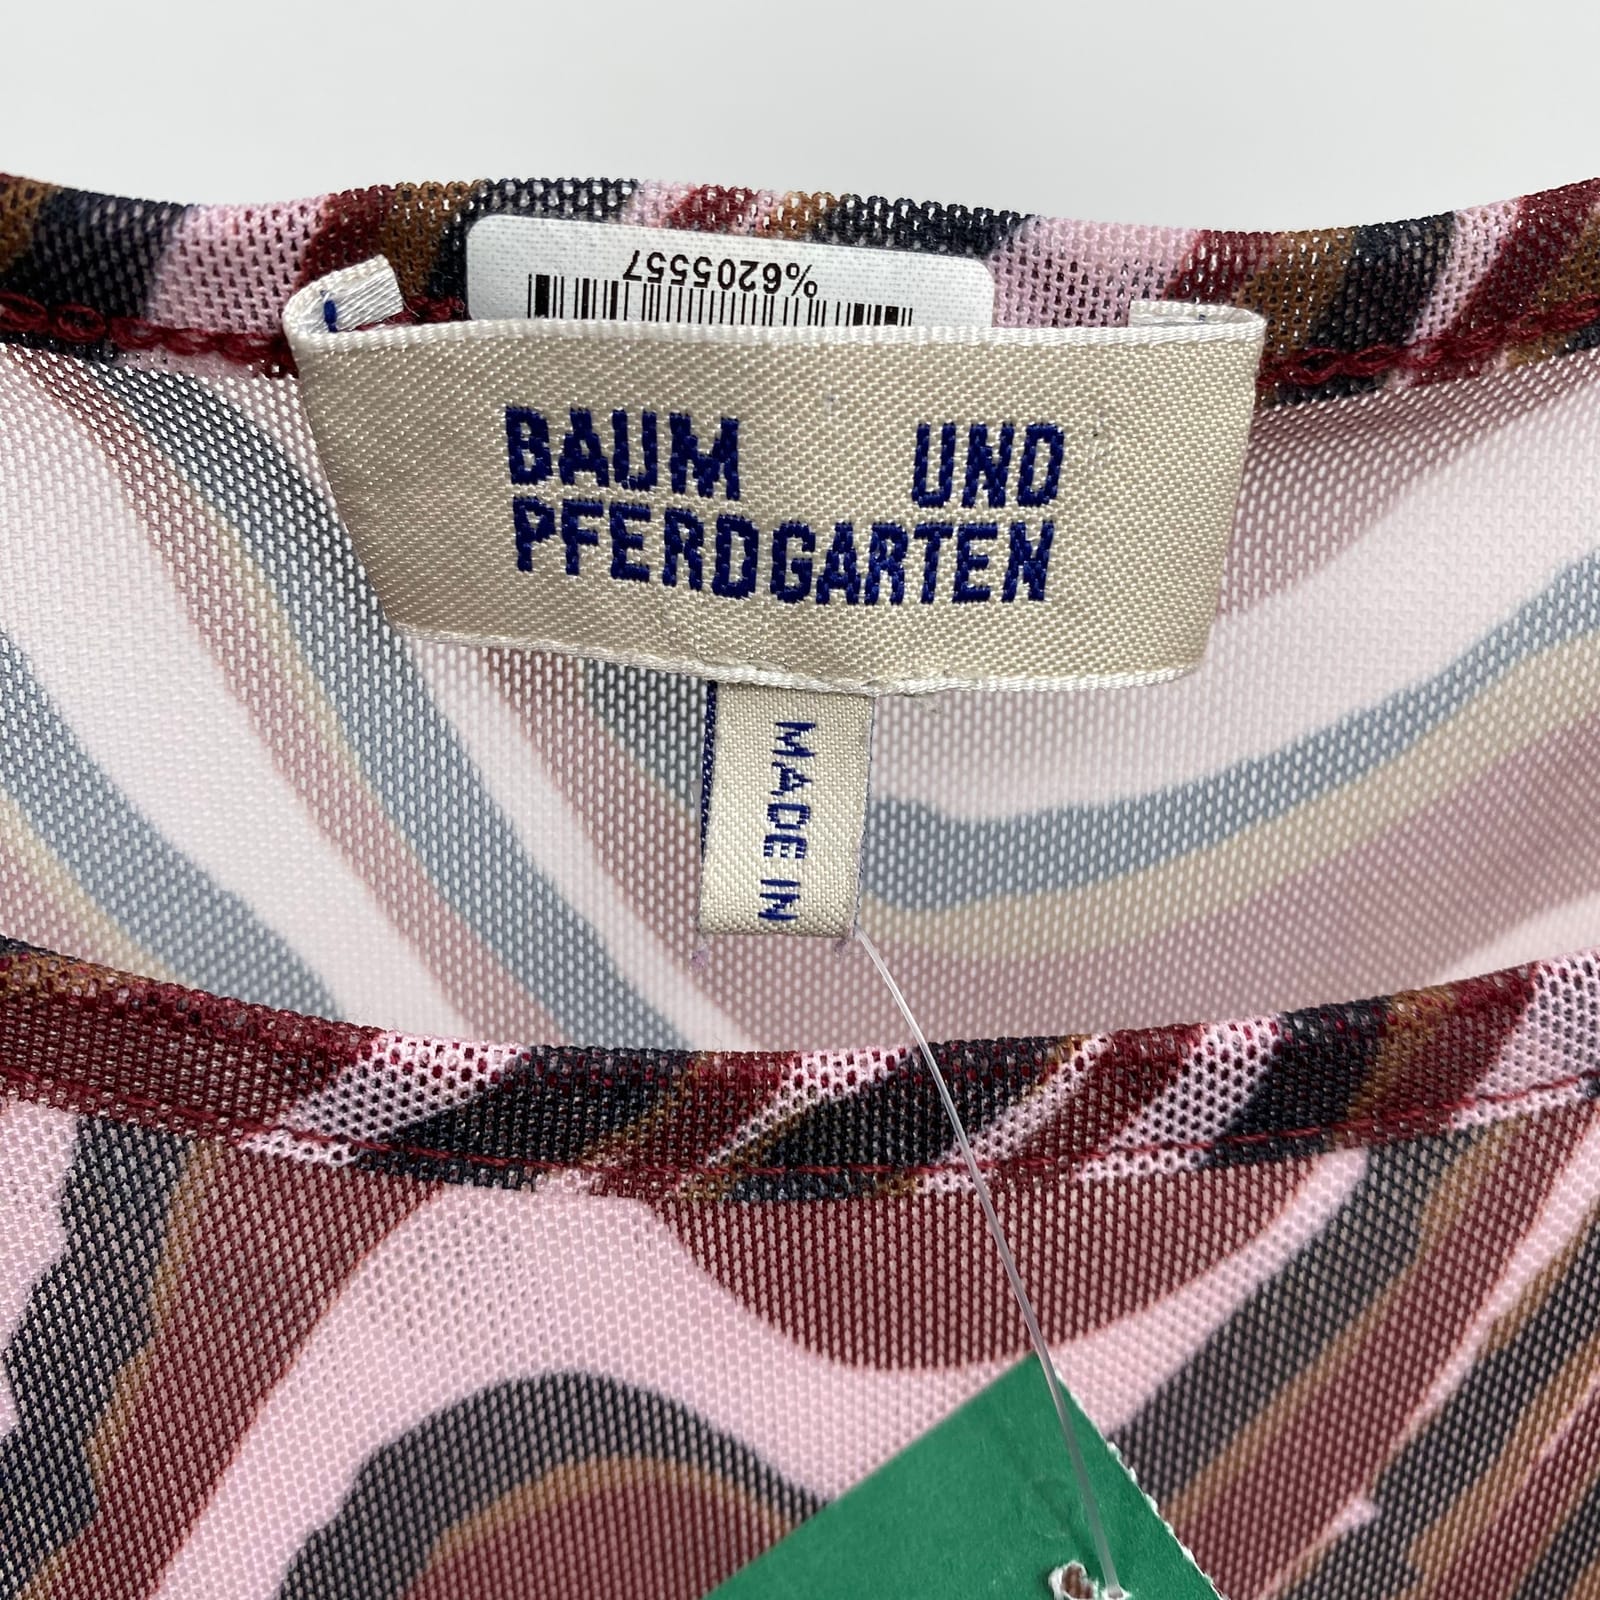 %6205557
BAUM UND
PFERDGARTEN
MADE IN